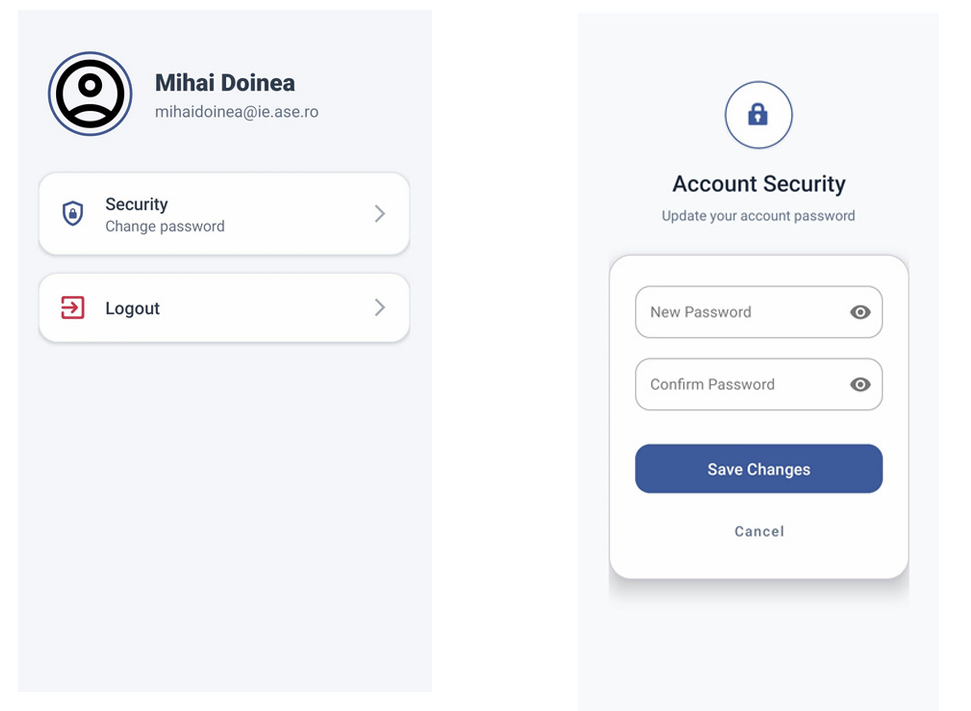 Mihai Doinea
mihaidoinea@ie.ase.ro
Security
Change password
Logout
Account Security
Update your account password
New Password
Confirm Password
Save Changes
Cancel